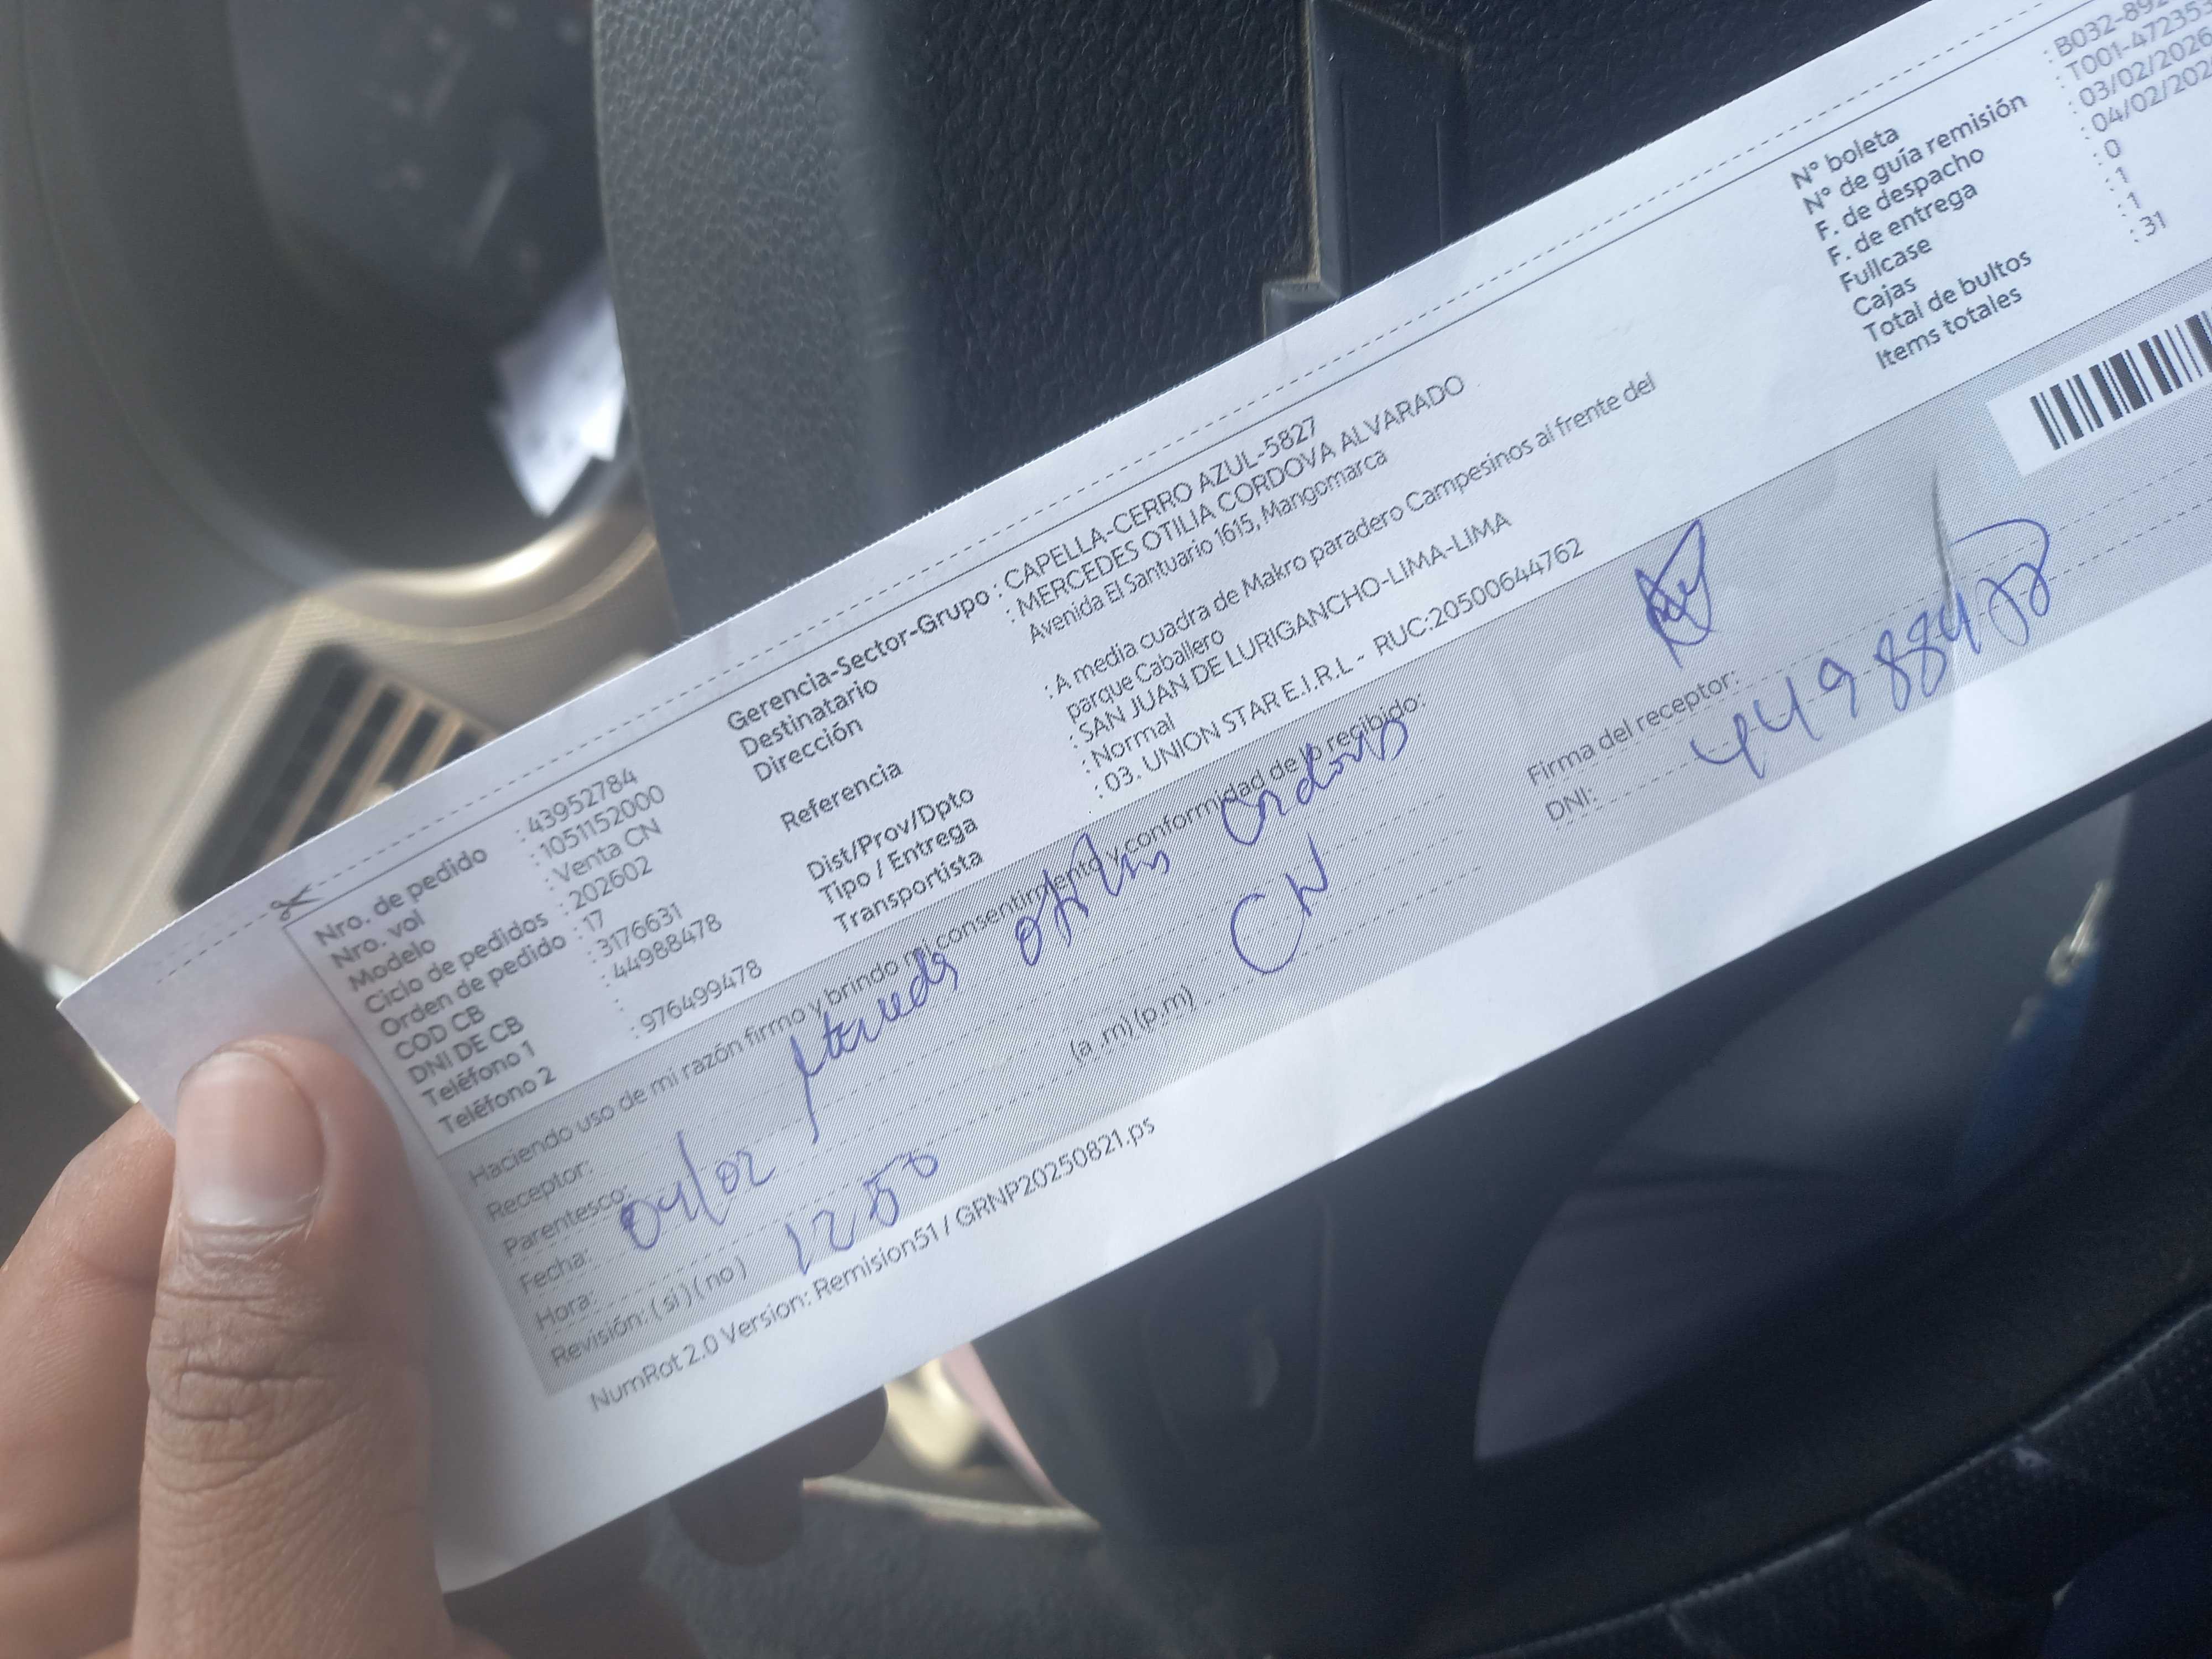 Nro. de pedido : 43952784
Nro. vol : 1051152000
Modelo : Venta CN
Ciclo de pedidos : 202602
Orden de pedido : 17
COD CB : 3176631
DNI DE CB : 44988478
Teléfono 1 :
Teléfono 2 : 976499478
Gerencia-Sector-Grupo : CAPELLA-CERRO AZUL-5827
Destinatario : MERCEDES OTILIA CORDOVA ALVARADO
Dirección Avenida El Santuario 1615, Mangomarca
Referencia : A media cuadra de Makro paradero Campesinos al frente del
parque Caballero
Dist/Prov/Dpto : SAN JUAN DE LURIGANCHO-LIMA-LIMA
Tipo / Entrega : Normal
Transportista : 03. UNION STAR E.I.R.L - RUC:20500644762
N° boleta : B032-892
N° de guía remisión : T001-472353
F. de despacho : 03/02/2026
F. de entrega : 04/02/202
Fullcase : 0
Cajas : 1
Total de bultos : 1
Items totales : 31
Haciendo uso de mi razón firmo y brindo mi consentimiento y conformidad de lo recibido:
Receptor: Mercedes Otilia Cordova
Parentesco: CN
Fecha: 04/02
Hora: 12 50 (a .m) (p.m)
Revisión: ( si ) ( no )
Firma del receptor:
DNI: 44988478
NumRot 2.0 Version: Remision51 / GRNP20250821.ps